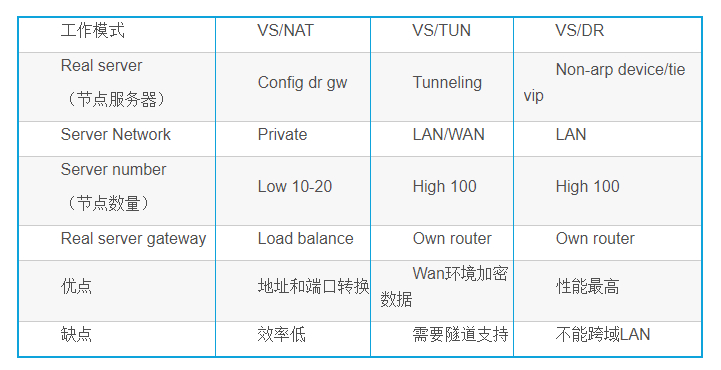 工作模式 VS/NAT VS/TUN VS/DR
Real server
（节点服务器） Config dr gw Tunneling Non-arp device/tie
vip
Server Network Private LAN/WAN LAN
Server number
（节点数量） Low 10-20 High 100 High 100
Real server gateway Load balance Own router Own router
优点 地址和端口转换 Wan环境加密
数据 性能最高
缺点 效率低 需要隧道支持 不能跨域LAN